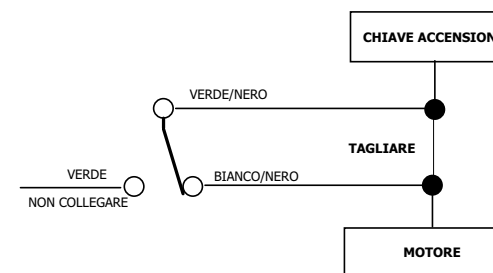 CHIAVE ACCENSION
VERDE/NERO
TAGLIARE
VERDE
BIANCO/NERO
NON COLLEGARE
MOTORE